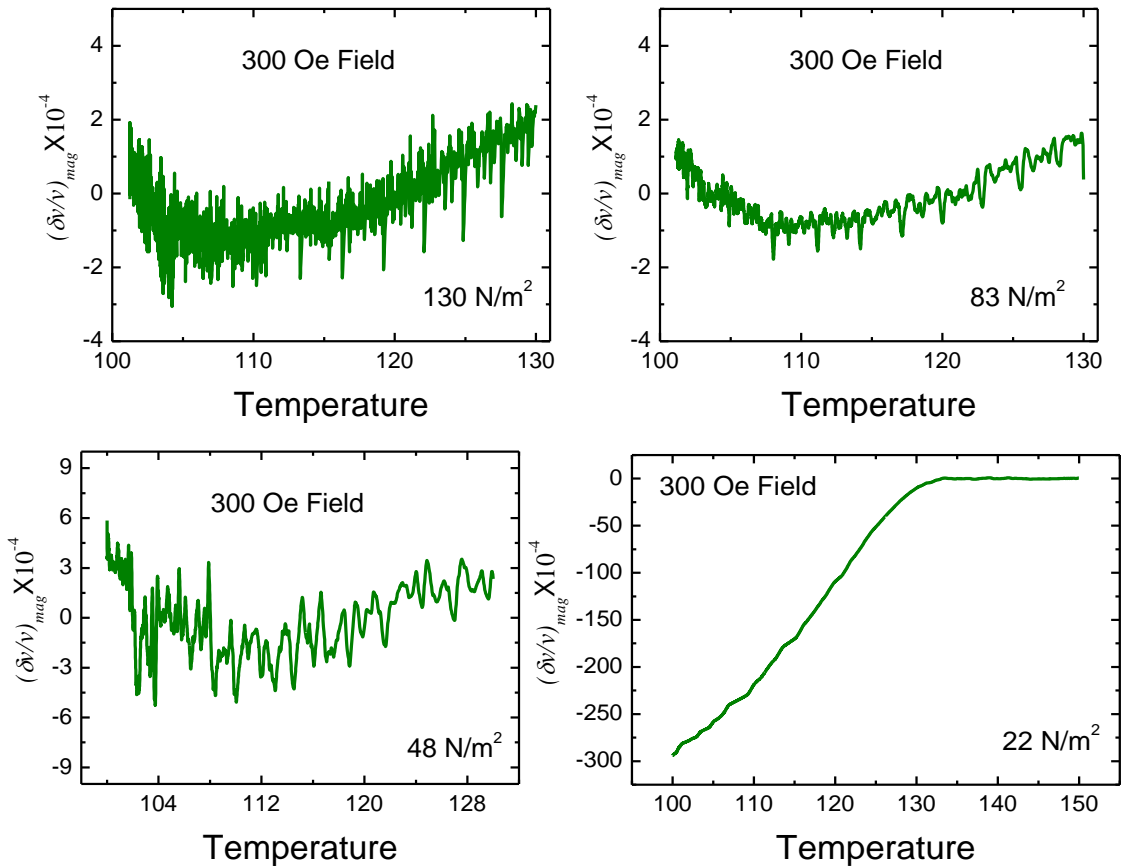 4
2
0
-2
-4
(δv/v)mag X10⁻⁴
300 Oe Field
130 N/m²
100 110 120 130
Temperature
4
2
0
-2
-4
(δv/v)mag X10⁻⁴
300 Oe Field
83 N/m²
100 110 120 130
Temperature
9
6
3
0
-3
-6
-9
(δv/v)mag X10⁻⁴
300 Oe Field
48 N/m²
104 112 120 128
Temperature
0
-50
-100
-150
-200
-250
-300
(δv/v)mag X10⁻⁴
300 Oe Field
22 N/m²
100 110 120 130 140 150
Temperature